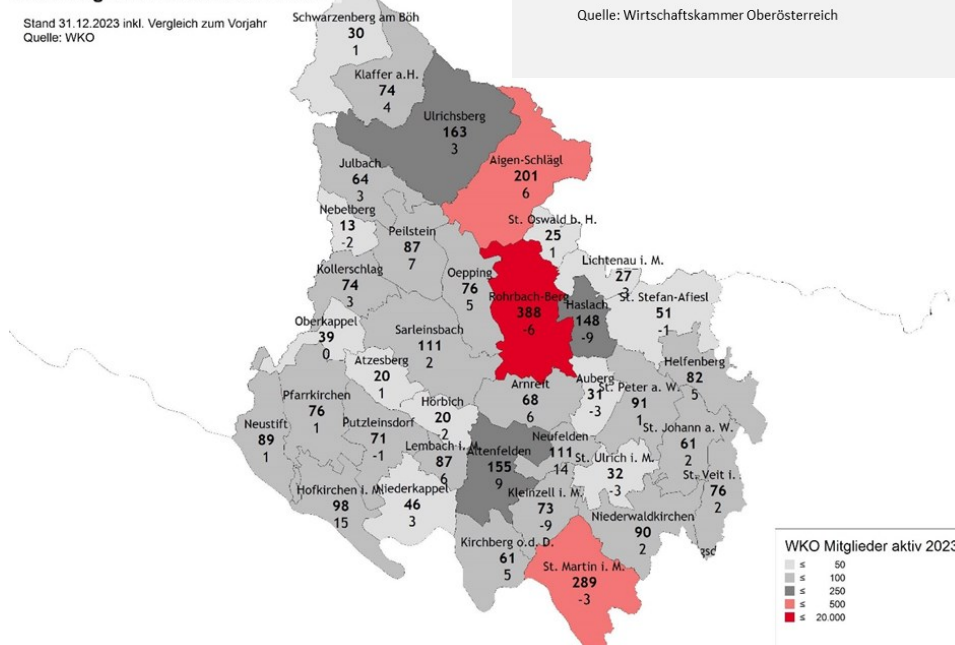 Stand 31.12.2023 inkl. Vergleich zum Vorjahr
Quelle: WKO
Quelle: Wirtschaftskammer Oberösterreich
Schwarzenberg am Böh
30
1
Klaffer a.H.
74
4
Ulrichsberg
163
3
Aigen-Schlägl
201
6
Julbach
64
3
Nebelberg
13
-2
Peilstein
87
7
St. Oswald b. H.
25
1
Lichtenau i. M.
27
-3
Kollerschlag
74
3
Oepping
76
5
Rohrbach-Berg
388
-6
Haslach
148
-9
St. Stefan-Afiesl
51
-1
Oberkappel
39
0
Sarleinsbach
111
2
Atzesberg
20
1
Helfenberg
82
5
Arnreit
68
6
Auberg
31
-3
St. Peter a. W.
91
1
Pfarrkirchen
76
1
Hörbich
20
-2
Neustift
89
1
Putzleinsdorf
71
-1
Lembach i. M.
87
6
Altenfelden
155
9
Neufelden
111
14
St. Johann a. W.
61
2
St. Ulrich i. M.
32
-3
St. Veit i.
76
2
Hofkirchen i. M.
98
15
Niederkappel
46
3
Kleinzell i. M.
73
-9
Niederwaldkirchen
90
2
Kirchberg o.d. D.
61
5
St. Martin i. M.
289
-3
WKO Mitglieder aktiv 2023
≤ 50
≤ 100
≤ 250
≤ 500
≤ 20.000